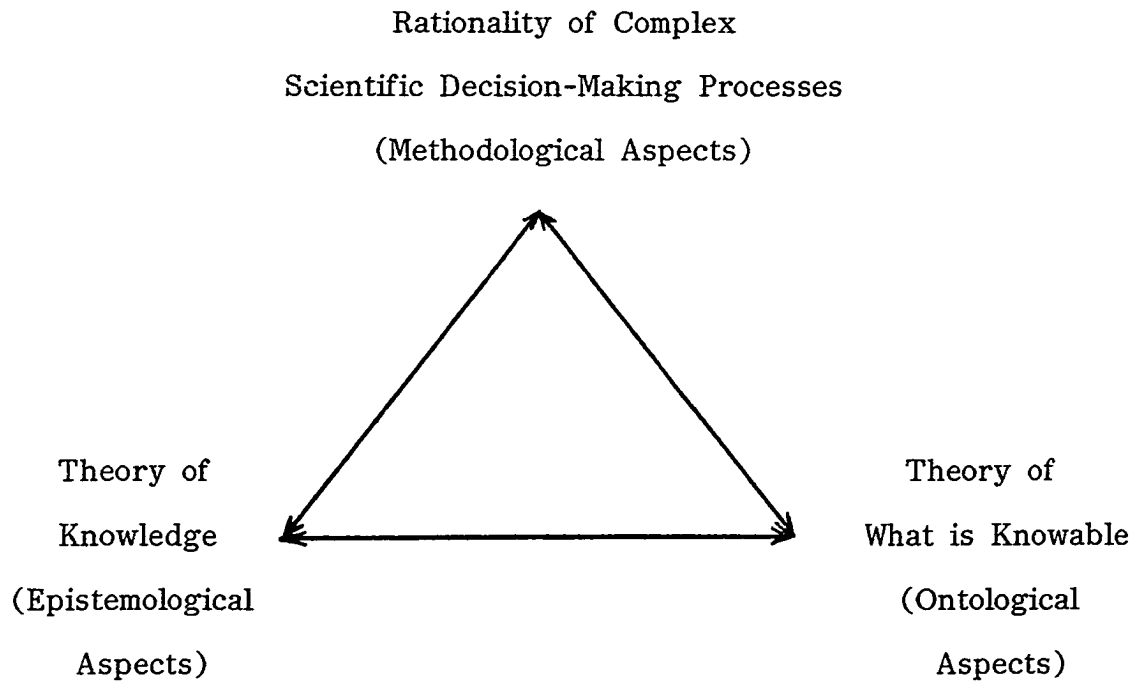 Rationality of Complex
Scientific Decision-Making Processes
(Methodological Aspects)
Theory of
Knowledge
(Epistemological
Aspects)
Theory of
What is Knowable
(Ontological
Aspects)